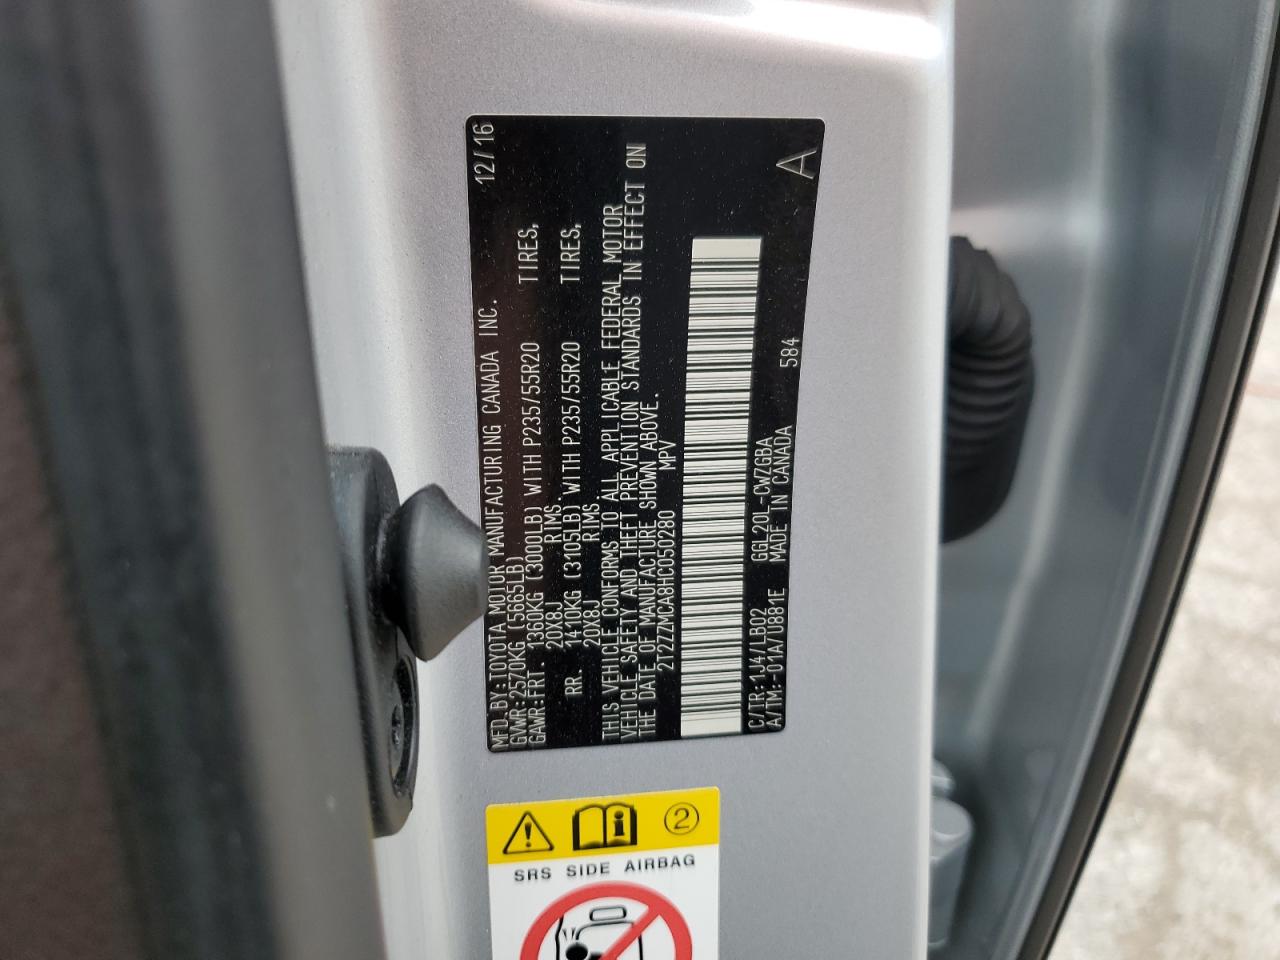 MFD.BY:TOYOTA MOTOR MANUFACTURING CANADA INC. 12/16
GVWR:2570KG (5665LB)
GAWR:FRT. 1360KG (3000LB) WITH P235/55R20 TIRES,
20X8J RIMS
RR. 1410KG (3105LB) WITH P235/55R20 TIRES,
20X8J RIMS.
THIS VEHICLE CONFORMS TO ALL APPLICABLE FEDERAL MOTOR
VEHICLE SAFETY AND THEFT PREVENTION STANDARDS IN EFFECT ON
THE DATE OF MANUFACTURE SHOWN ABOVE.
2T2ZZMCA8HC050280 MPV
C/TR:1J4/LB02 GGL20L-CWZGBA
A/TM:-01A/U881E MADE IN CANADA 584 A
2
SRS SIDE AIRBAG